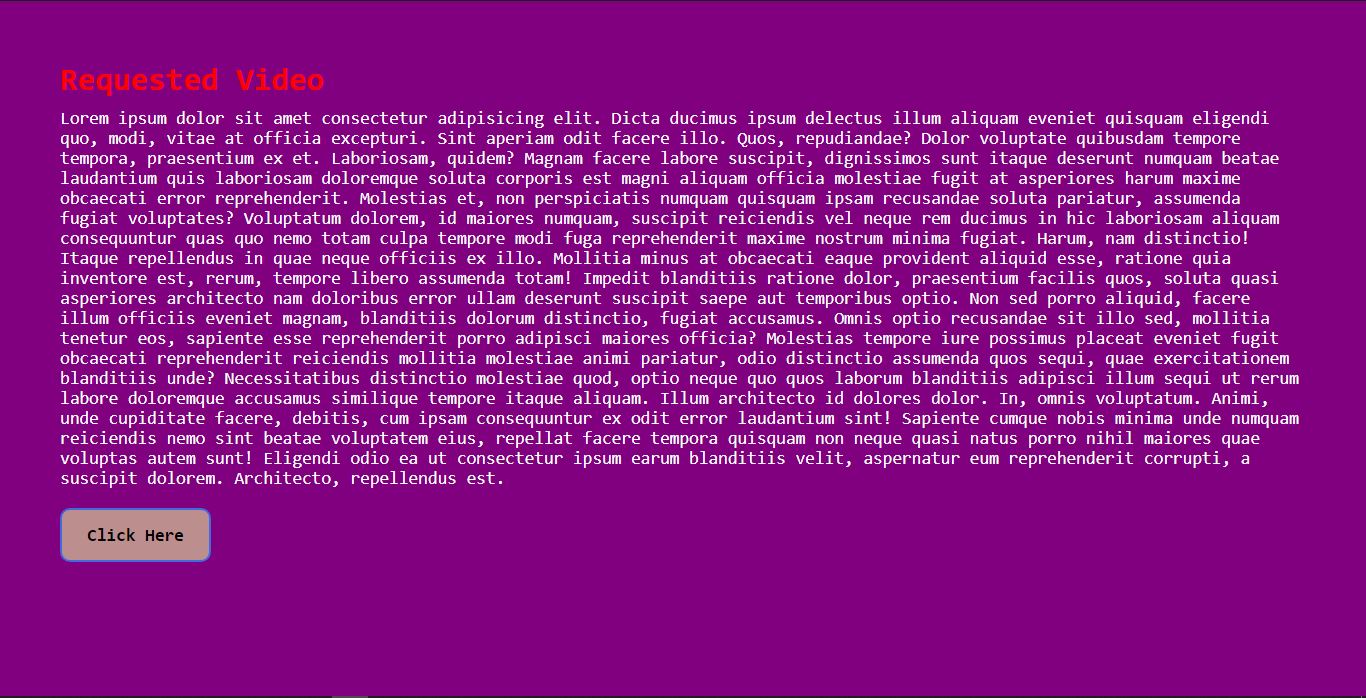 Requested Video
Lorem ipsum dolor sit amet consectetur adipisicing elit. Dicta ducimus ipsum delectus illum aliquam eveniet quisquam eligendi
quo, modi, vitae at officia excepturi. Sint aperiam odit facere illo. Quos, repudiandae? Dolor voluptate quibusdam tempore
tempora, praesentium ex et. Laboriosam, quidem? Magnam facere labore suscipit, dignissimos sunt itaque deserunt numquam beatae
laudantium quis laboriosam doloremque soluta corporis est magni aliquam officia molestiae fugit at asperiores harum maxime
obcaecati error reprehenderit. Molestias et, non perspiciatis numquam quisquam ipsam recusandae soluta pariatur, assumenda
fugiat voluptates? Voluptatum dolorem, id maiores numquam, suscipit reiciendis vel neque rem ducimus in hic laboriosam aliquam
consequuntur quas quo nemo totam culpa tempore modi fuga reprehenderit maxime nostrum minima fugiat. Harum, nam distinctio!
Itaque repellendus in quae neque officiis ex illo. Mollitia minus at obcaecati eaque provident aliquid esse, ratione quia
inventore est, rerum, tempore libero assumenda totam! Impedit blanditiis ratione dolor, praesentium facilis quos, soluta quasi
asperiores architecto nam doloribus error ullam deserunt suscipit saepe aut temporibus optio. Non sed porro aliquid, facere
illum officiis eveniet magnam, blanditiis dolorum distinctio, fugiat accusamus. Omnis optio recusandae sit illo sed, mollitia
tenetur eos, sapiente esse reprehenderit porro adipisci maiores officia? Molestias tempore iure possimus placeat eveniet fugit
obcaecati reprehenderit reiciendis mollitia molestiae animi pariatur, odio distinctio assumenda quos sequi, quae exercitationem
blanditiis unde? Necessitatibus distinctio molestiae quod, optio neque quo quos laborum blanditiis adipisci illum sequi ut rerum
labore doloremque accusamus similique tempore itaque aliquam. Illum architecto id dolores dolor. In, omnis voluptatum. Animi,
unde cupiditate facere, debitis, cum ipsam consequuntur ex odit error laudantium sint! Sapiente cumque nobis minima unde numquam
reiciendis nemo sint beatae voluptatem eius, repellat facere tempora quisquam non neque quasi natus porro nihil maiores quae
voluptas autem sunt! Eligendi odio ea ut consectetur ipsum earum blanditiis velit, aspernatur eum reprehenderit corrupti, a
suscipit dolorem. Architecto, repellendus est.
Click Here